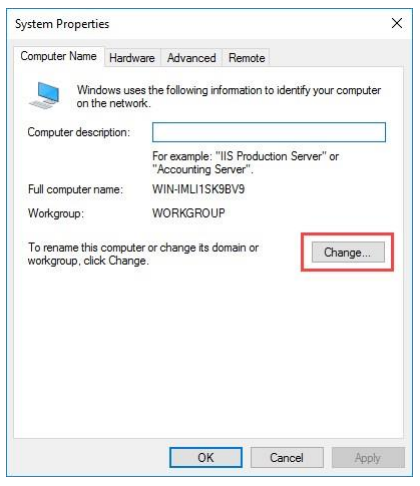 System Properties
Computer Name Hardware Advanced Remote
Windows uses the following information to identify your computer
on the network.
Computer description:
For example: "IIS Production Server" or
"Accounting Server".
Full computer name: WIN-IMLI1SK9BV9
Workgroup: WORKGROUP
To rename this computer or change its domain or
workgroup, click Change.
Change...
OK Cancel Apply